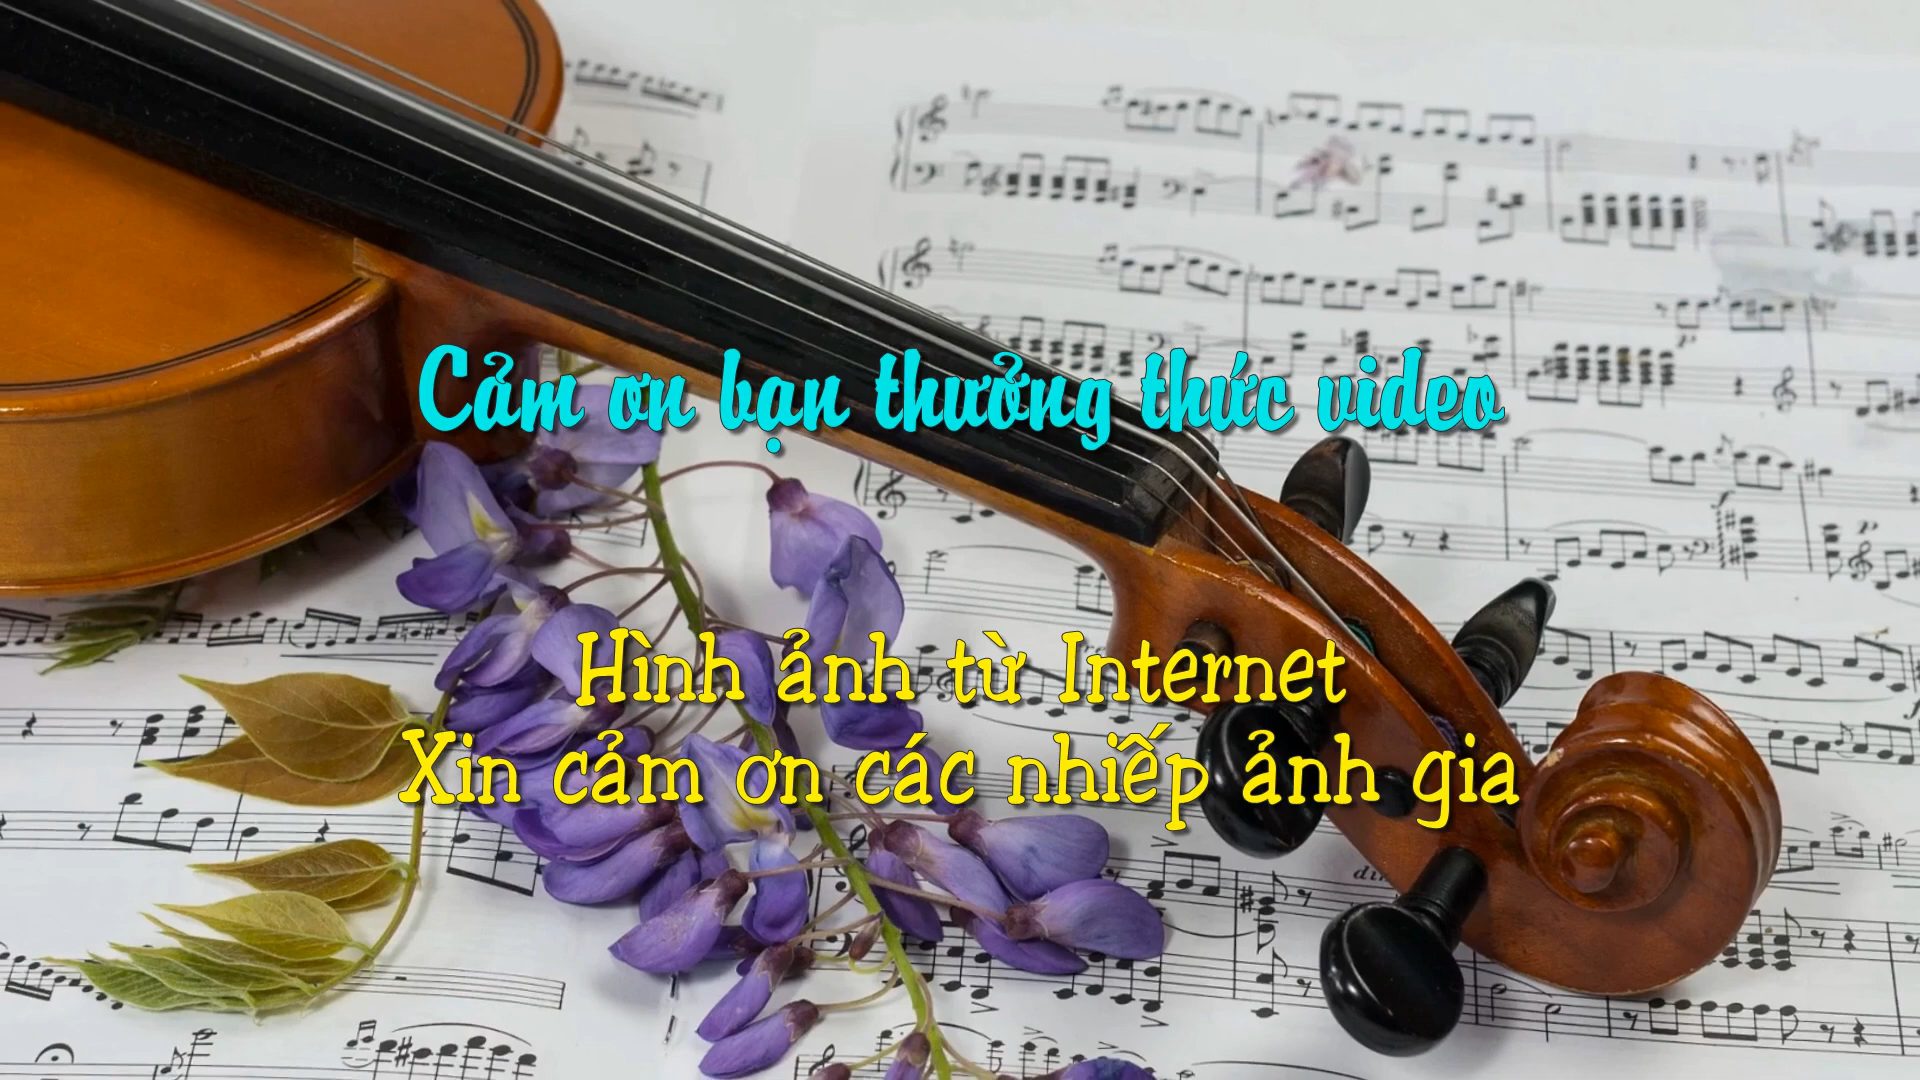 Cảm ơn bạn thưởng thức video
Hình ảnh từ Internet
Xin cảm ơn các nhiếp ảnh gia